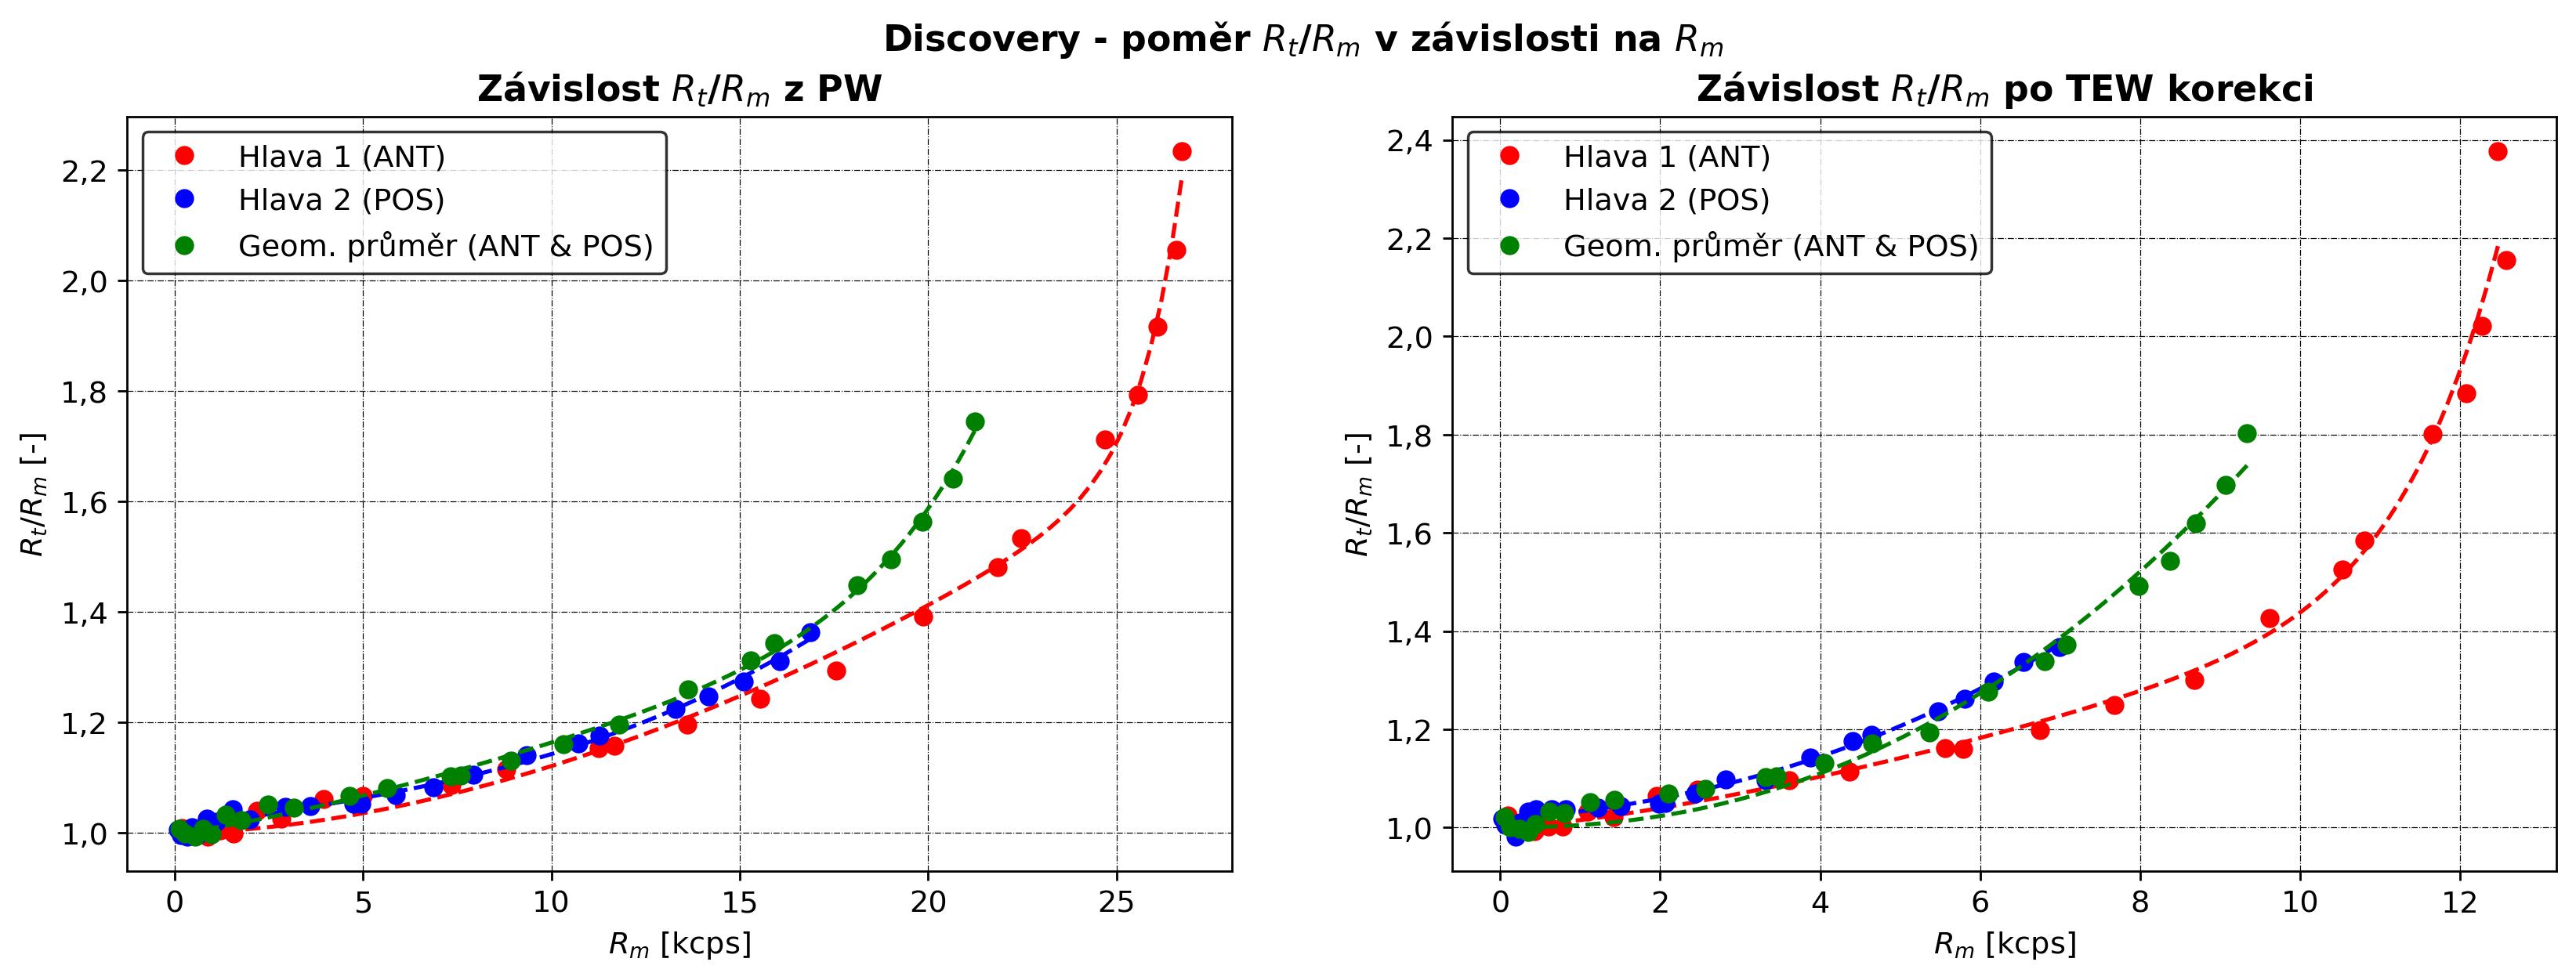 Discovery - poměr Rt/Rm v závislosti na Rm
Závislost Rt/Rm z PW
Hlava 1 (ANT)
Hlava 2 (POS)
Geom. průměr (ANT & POS)
2,2
2,0
1,8
1,6
1,4
1,2
1,0
Rt/Rm [-]
0 5 10 15 20 25
Rm [kcps]
Závislost Rt/Rm po TEW korekci
Hlava 1 (ANT)
Hlava 2 (POS)
Geom. průměr (ANT & POS)
2,4
2,2
2,0
1,8
1,6
1,4
1,2
1,0
Rt/Rm [-]
0 2 4 6 8 10 12
Rm [kcps]